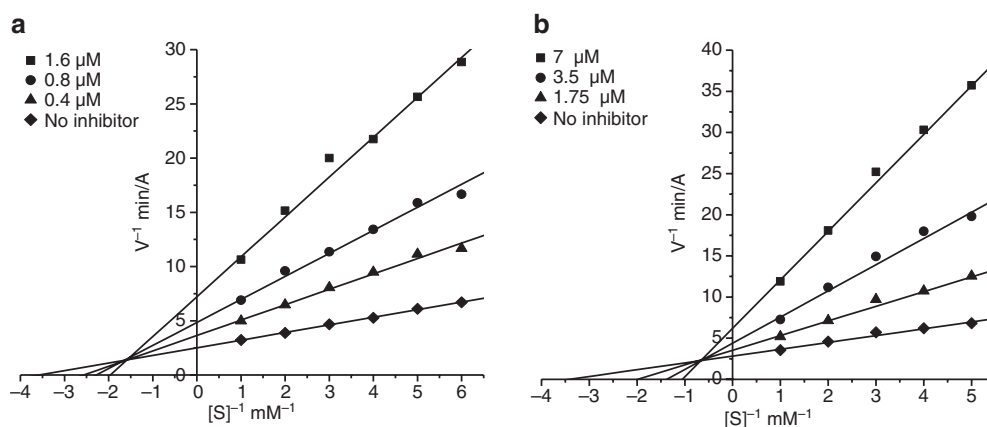 a
1.6 µM
0.8 µM
0.4 µM
No inhibitor
V⁻¹ min/A
30
25
20
15
10
5
0
–4 –3 –2 –1 0 1 2 3 4 5 6
[S]⁻¹ mM⁻¹
b
7 µM
3.5 µM
1.75 µM
No inhibitor
V⁻¹ min/A
40
35
30
25
20
15
10
5
0
–4 –3 –2 –1 0 1 2 3 4 5
[S]⁻¹ mM⁻¹